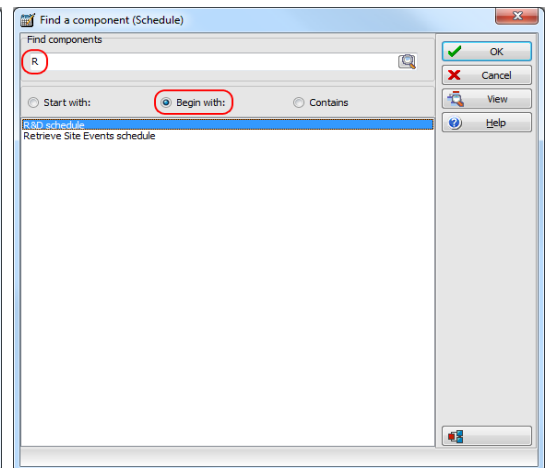 Find a component (Schedule)
Find components
R
OK
Cancel
Start with:
Begin with:
Contains
View
Help
R&D schedule
Retrieve Site Events schedule